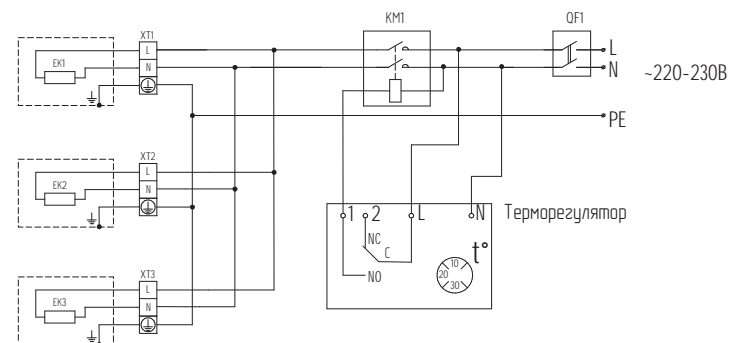 KM1
QF1
XT1
L
EK1
N
L
N
~220-230В
PE
XT2
L
EK2
N
1 2 L N
Терморегулятор
NC
C
t°
NO
10
20
30
XT3
L
EK3
N